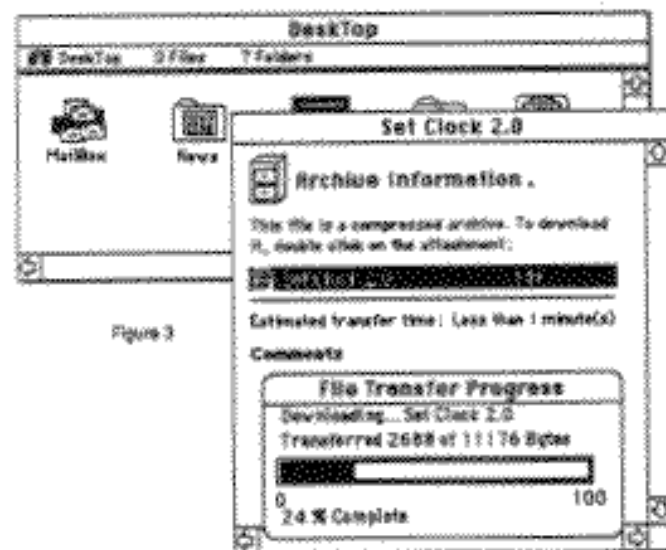 DeskTop
DeskTop 0 Files 7 Folders
MailBox
News
Set Clock 2.0
Archive Information.
This file is a compressed archive. To download
it, double click on the attachment:
Estimated transfer time: Less than 1 minute(s)
Comments
File Transfer Progress
Downloading... Set Clock 2.0
Transferred 2688 of 11176 Bytes
0 100
24 % Complete
Figure 3